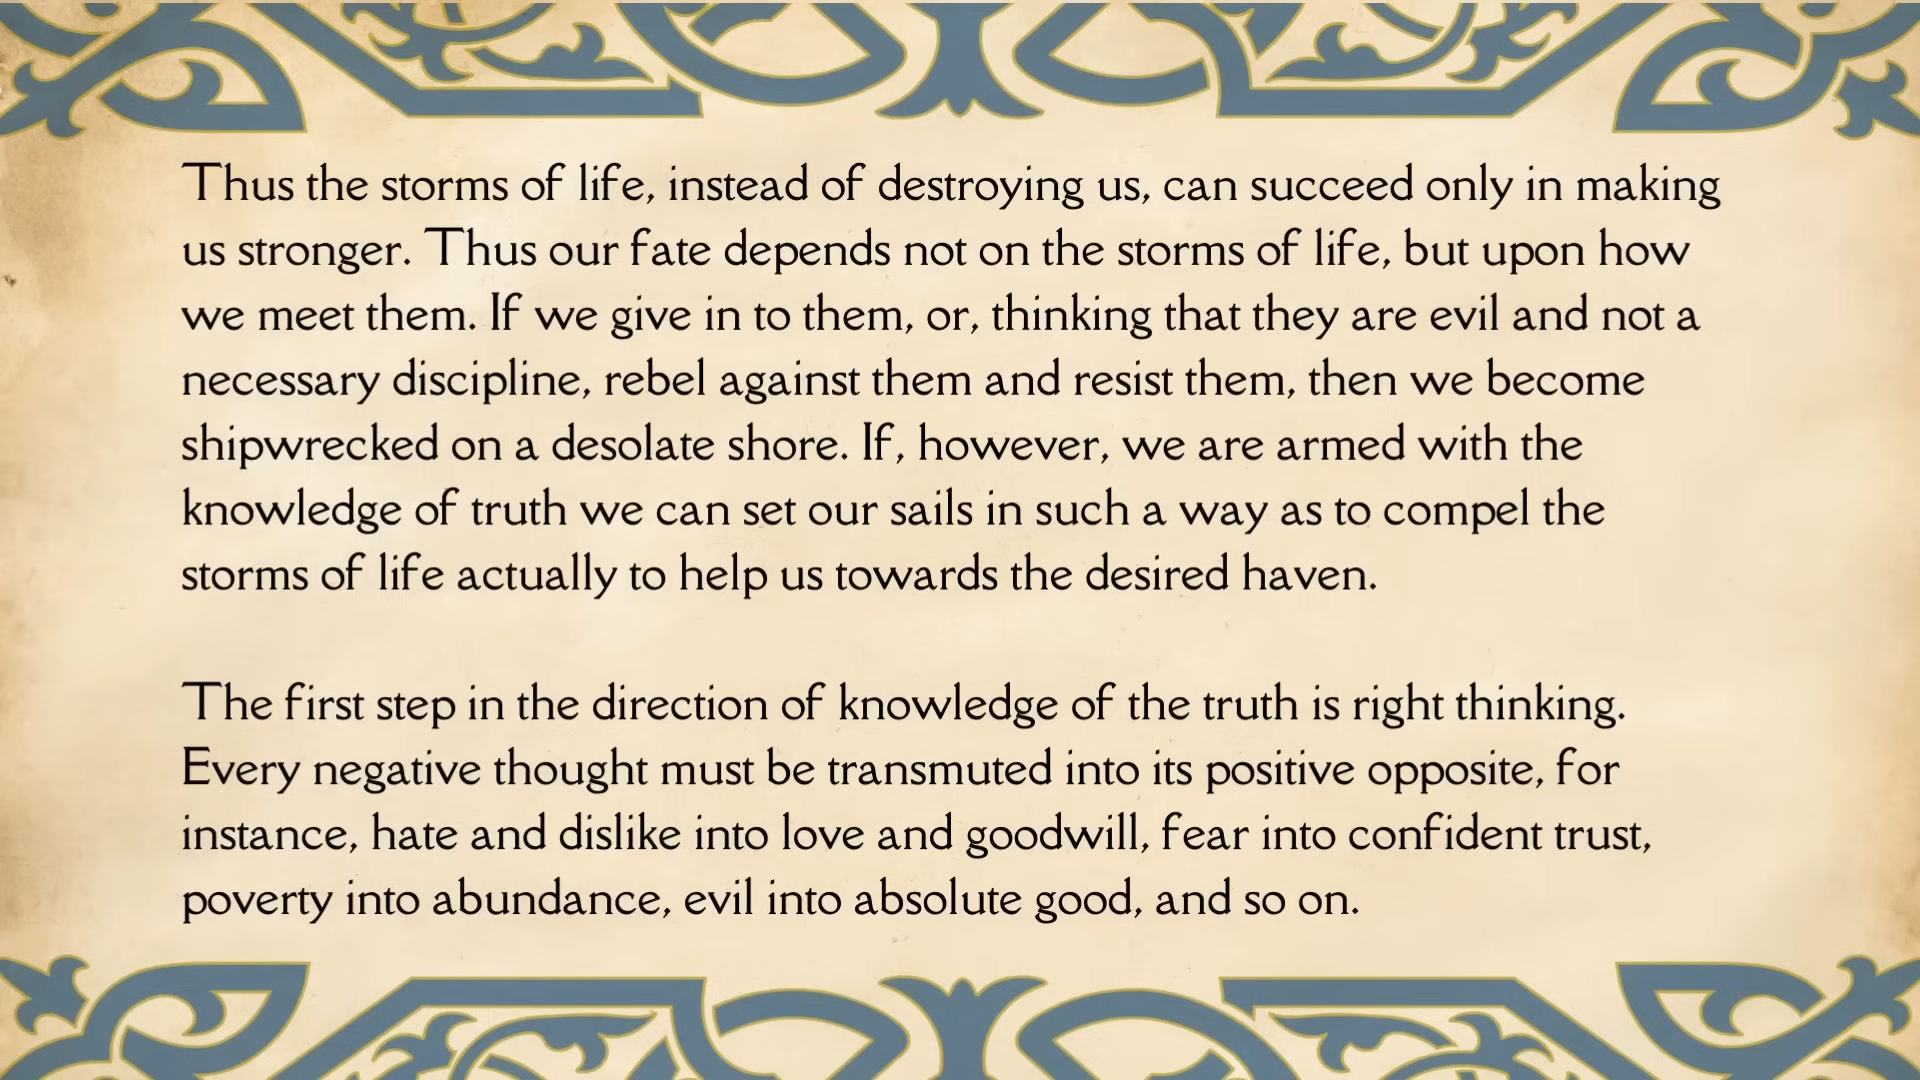 Thus the storms of life, instead of destroying us, can succeed only in making
us stronger. Thus our fate depends not on the storms of life, but upon how
we meet them. If we give in to them, or, thinking that they are evil and not a
necessary discipline, rebel against them and resist them, then we become
shipwrecked on a desolate shore. If, however, we are armed with the
knowledge of truth we can set our sails in such a way as to compel the
storms of life actually to help us towards the desired haven.

The first step in the direction of knowledge of the truth is right thinking.
Every negative thought must be transmuted into its positive opposite, for
instance, hate and dislike into love and goodwill, fear into confident trust,
poverty into abundance, evil into absolute good, and so on.